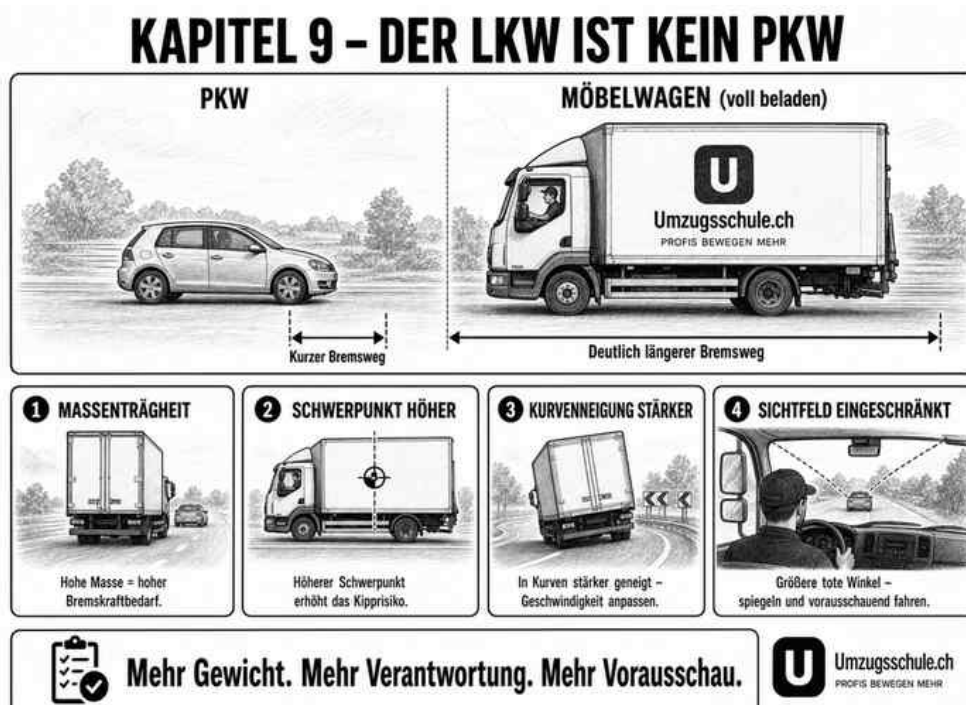 KAPITEL 9 – DER LKW IST KEIN PKW
PKW
MÖBELWAGEN (voll beladen)
U
Umzugsschule.ch
PROFIS BEWEGEN MEHR
Kurzer Bremsweg
Deutlich längerer Bremsweg
1 MASSENTRÄGHEIT
Hohe Masse = hoher
Bremskraftbedarf.
2 SCHWERPUNKT HÖHER
Höherer Schwerpunkt
erhöht das Kipprisiko.
3 KURVENNEIGUNG STÄRKER
In Kurven stärker geneigt –
Geschwindigkeit anpassen.
4 SICHTFELD EINGESCHRÄNKT
Größere tote Winkel –
spiegeln und vorausschauend fahren.
Mehr Gewicht. Mehr Verantwortung. Mehr Vorausschau.
U
Umzugsschule.ch
PROFIS BEWEGEN MEHR